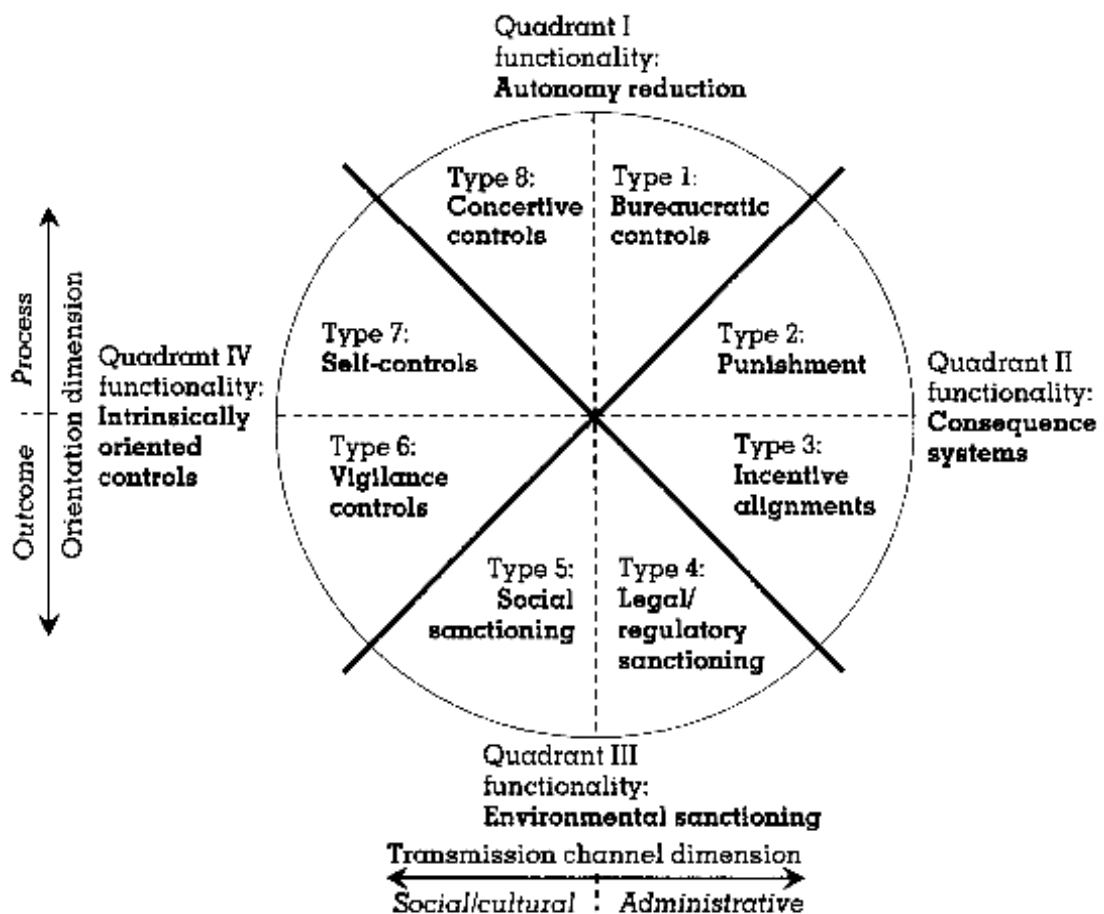 Quadrant I
functionality:
Autonomy reduction
Type 8:
Concertive
controls
Type 1:
Bureaucratic
controls
Type 7:
Self-controls
Type 2:
Punishment
Quadrant IV
functionality:
Intrinsically
oriented
controls
Quadrant II
functionality:
Consequence
systems
Process
Outcome
Orientation dimension
Type 6:
Vigilance
controls
Type 3:
Incentive
alignments
Type 5:
Social
sanctioning
Type 4:
Legal/
regulatory
sanctioning
Quadrant III
functionality:
Environmental sanctioning
Transmission channel dimension
Social/cultural
Administrative